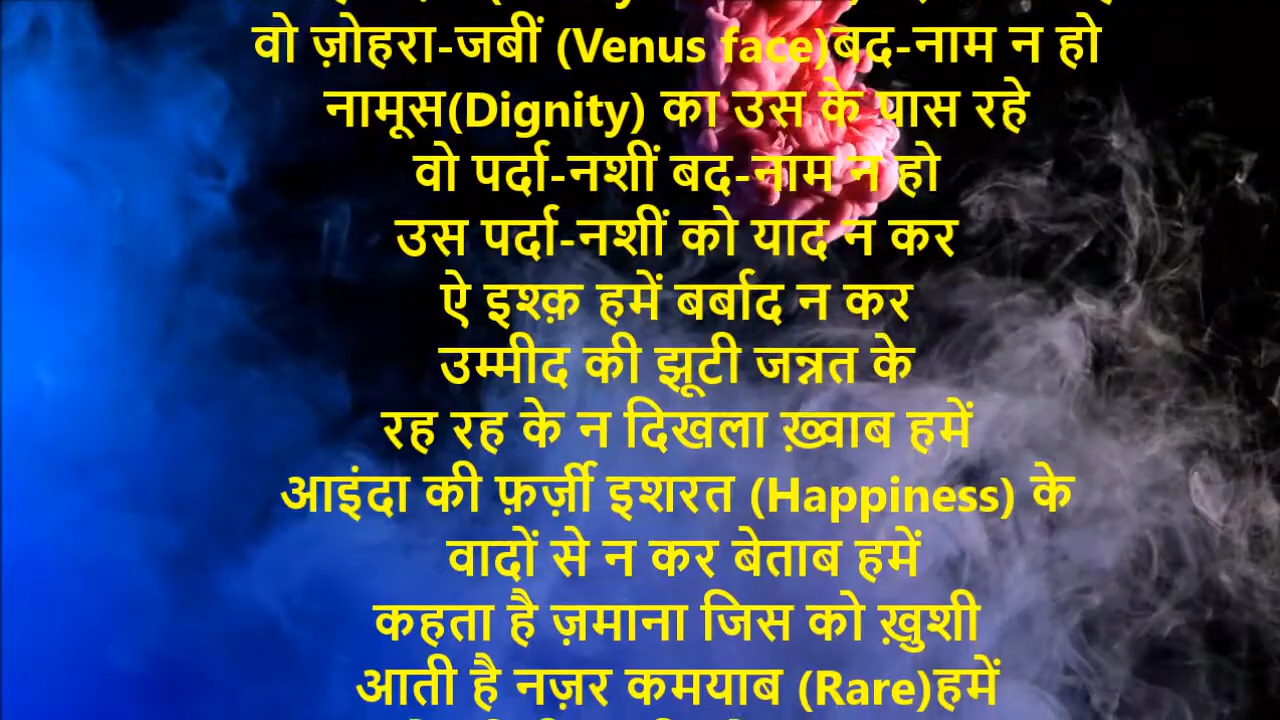 वो ज़ोहरा-जबीं (Venus face)बद-नाम न हो
नामूस(Dignity) का उस के पास रहे
वो पर्दा-नशीं बद-नाम न हो
उस पर्दा-नशीं को याद न कर
ऐ इश्क़ हमें बर्बाद न कर
उम्मीद की झूटी जन्नत के
रह रह के न दिखला ख़्वाब हमें
आइंदा की फ़र्ज़ी इशरत (Happiness) के
वादों से न कर बेताब हमें
कहता है ज़माना जिस को ख़ुशी
आती है नज़र कमयाब (Rare)हमें